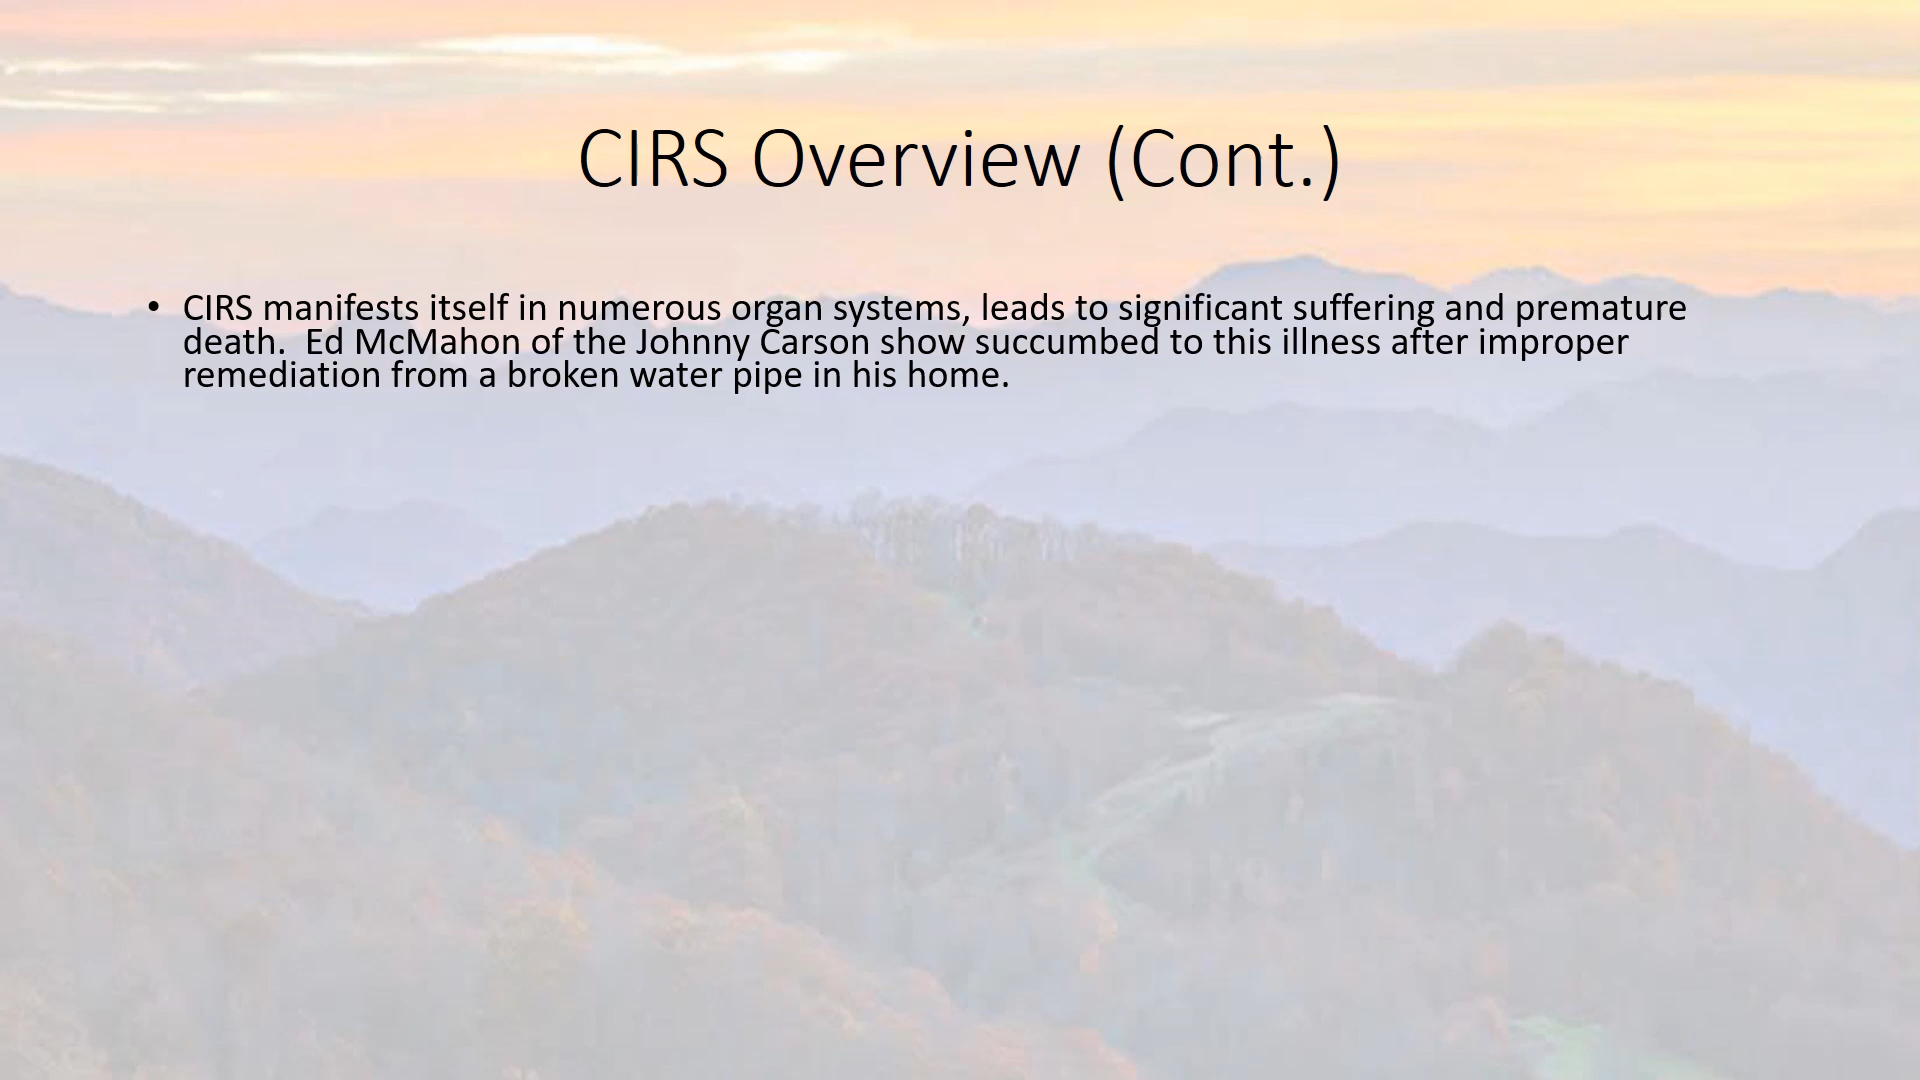 CIRS Overview (Cont.)
• CIRS manifests itself in numerous organ systems, leads to significant suffering and premature
death.  Ed McMahon of the Johnny Carson show succumbed to this illness after improper
remediation from a broken water pipe in his home.